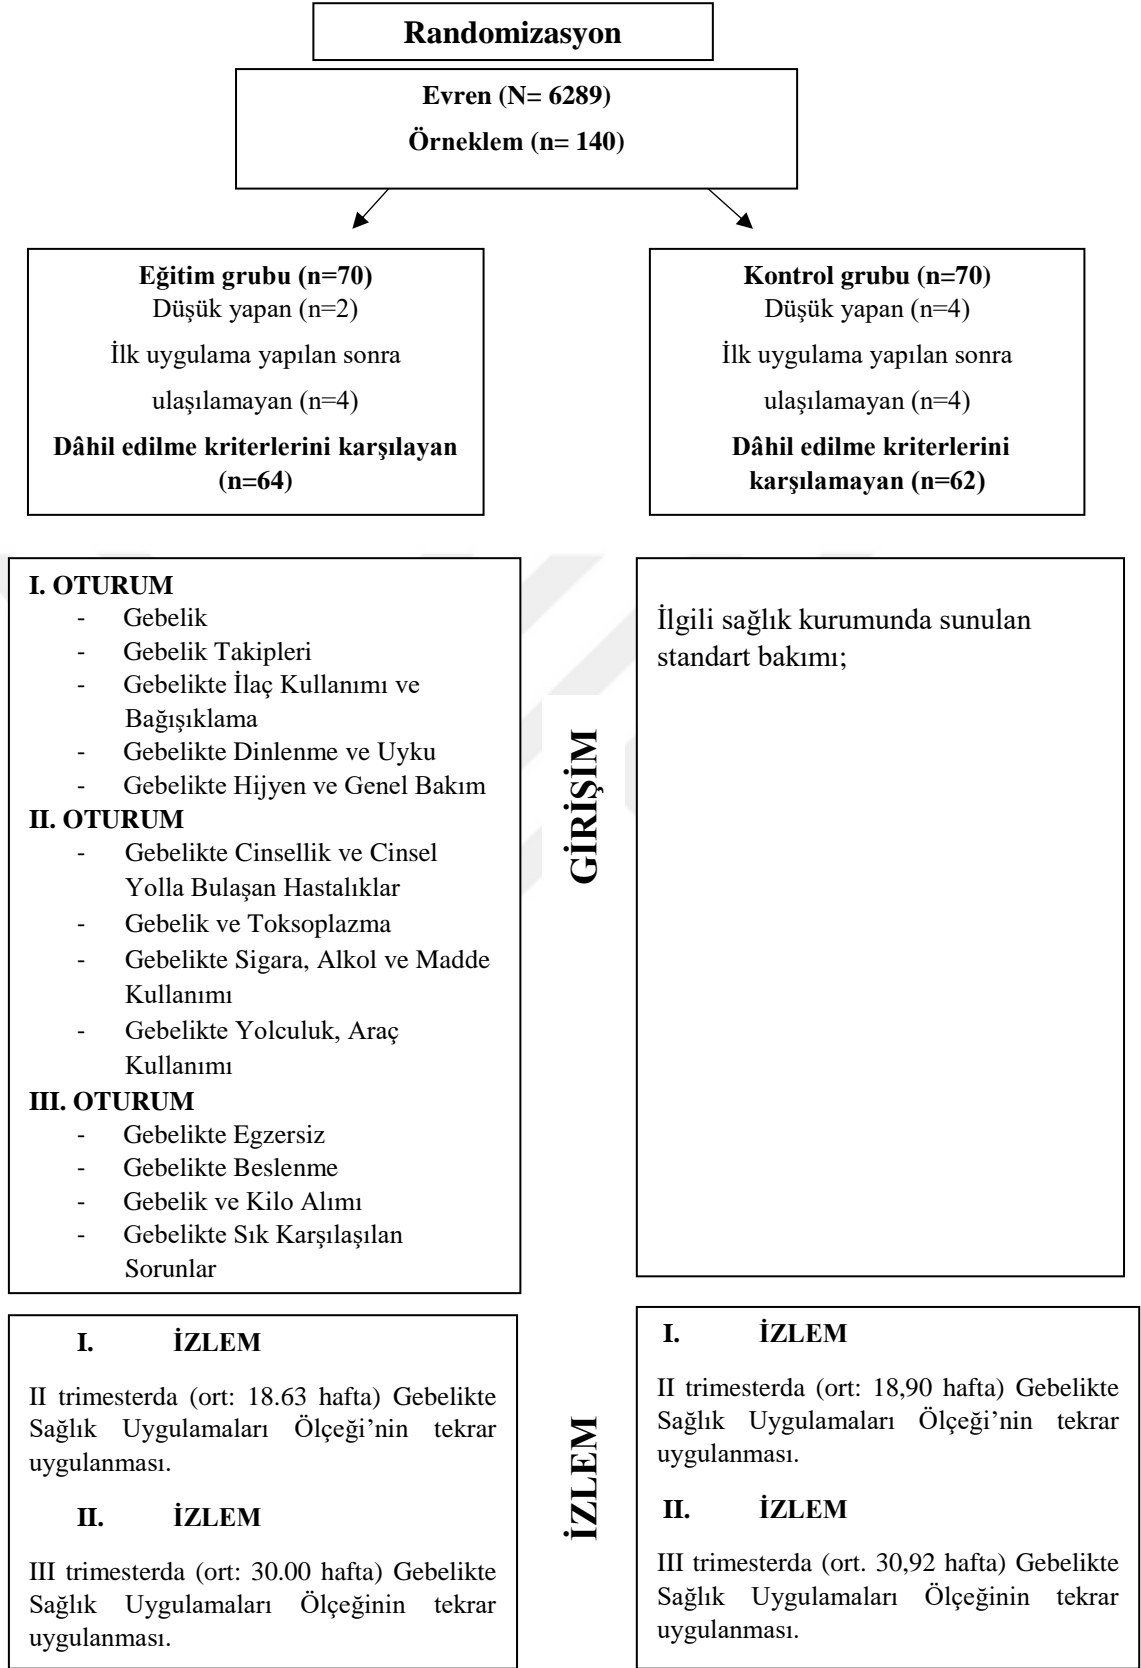 Randomizasyon
Evren (N= 6289)
Örneklem (n= 140)
Eğitim grubu (n=70)
Düşük yapan (n=2)
İlk uygulama yapılan sonra
ulaşılamayan (n=4)
Dâhil edilme kriterlerini karşılayan
(n=64)
Kontrol grubu (n=70)
Düşük yapan (n=4)
İlk uygulama yapılan sonra
ulaşılamayan (n=4)
Dâhil edilme kriterlerini
karşılamayan (n=62)
I. OTURUM
- Gebelik
- Gebelik Takipleri
- Gebelikte İlaç Kullanımı ve
Bağışıklama
- Gebelikte Dinlenme ve Uyku
- Gebelikte Hijyen ve Genel Bakım
II. OTURUM
- Gebelikte Cinsellik ve Cinsel
Yolla Bulaşan Hastalıklar
- Gebelik ve Toksoplazma
- Gebelikte Sigara, Alkol ve Madde
Kullanımı
- Gebelikte Yolculuk, Araç
Kullanımı
III. OTURUM
- Gebelikte Egzersiz
- Gebelikte Beslenme
- Gebelik ve Kilo Alımı
- Gebelikte Sık Karşılaşılan
Sorunlar
GİRİŞİM
İlgili sağlık kurumunda sunulan
standart bakımı;
I. İZLEM
II trimesterda (ort: 18.63 hafta) Gebelikte
Sağlık Uygulamaları Ölçeği’nin tekrar
uygulanması.
II. İZLEM
III trimesterda (ort: 30.00 hafta) Gebelikte
Sağlık Uygulamaları Ölçeğinin tekrar
uygulanması.
İZLEM
I. İZLEM
II trimesterda (ort: 18,90 hafta) Gebelikte
Sağlık Uygulamaları Ölçeği’nin tekrar
uygulanması.
II. İZLEM
III trimesterda (ort. 30,92 hafta) Gebelikte
Sağlık Uygulamaları Ölçeğinin tekrar
uygulanması.